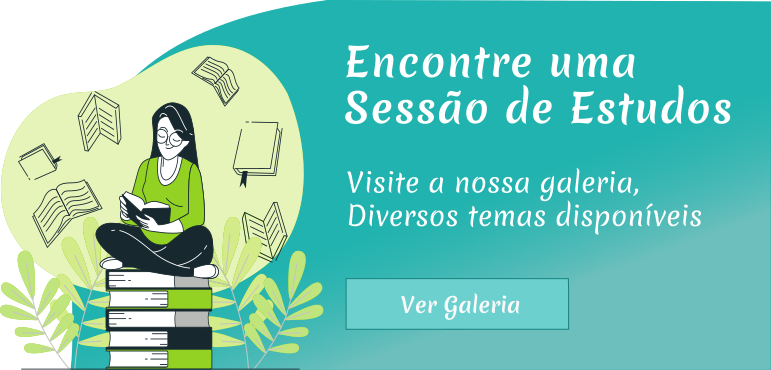 Encontre uma
Sessão de Estudos
Visite a nossa galeria,
Diversos temas disponíveis
Ver Galeria